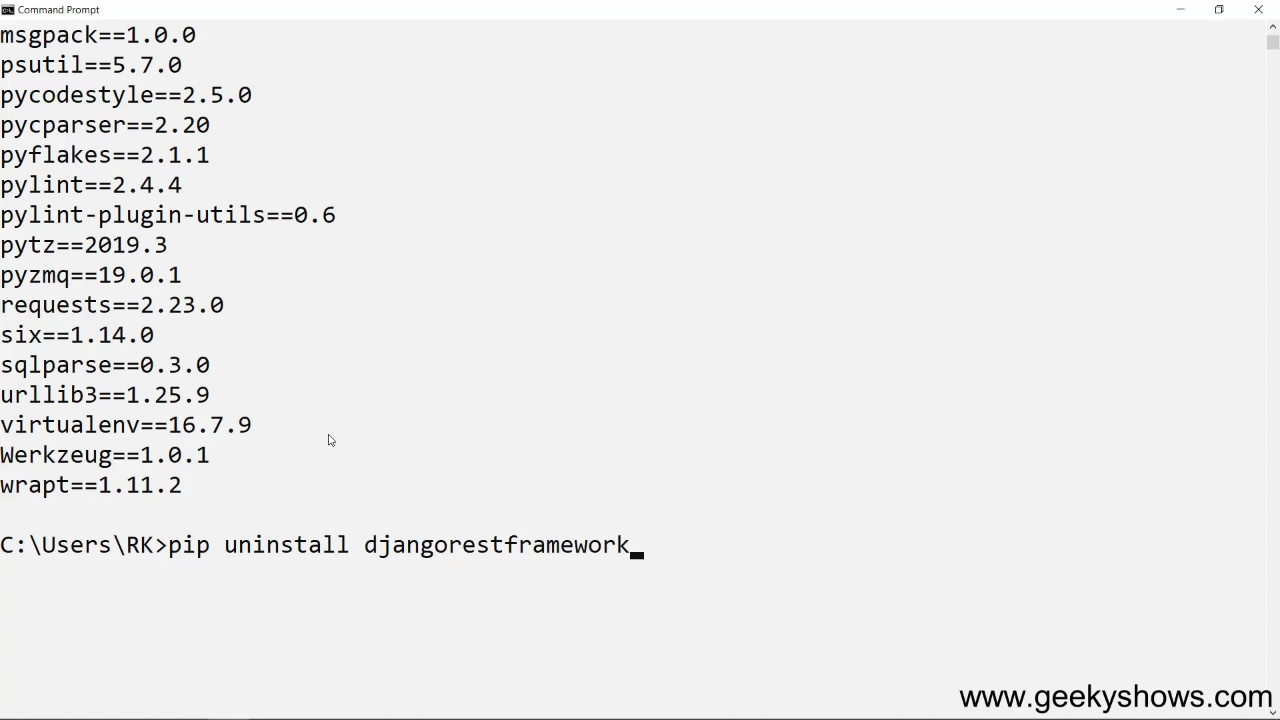 Command Prompt
msgpack==1.0.0
psutil==5.7.0
pycodestyle==2.5.0
pycparser==2.20
pyflakes==2.1.1
pylint==2.4.4
pylint-plugin-utils==0.6
pytz==2019.3
pyzmq==19.0.1
requests==2.23.0
six==1.14.0
sqlparse==0.3.0
urllib3==1.25.9
virtualenv==16.7.9
Werkzeug==1.0.1
wrapt==1.11.2
C:\Users\RK>pip uninstall djangorestframework
www.geekyshows.com